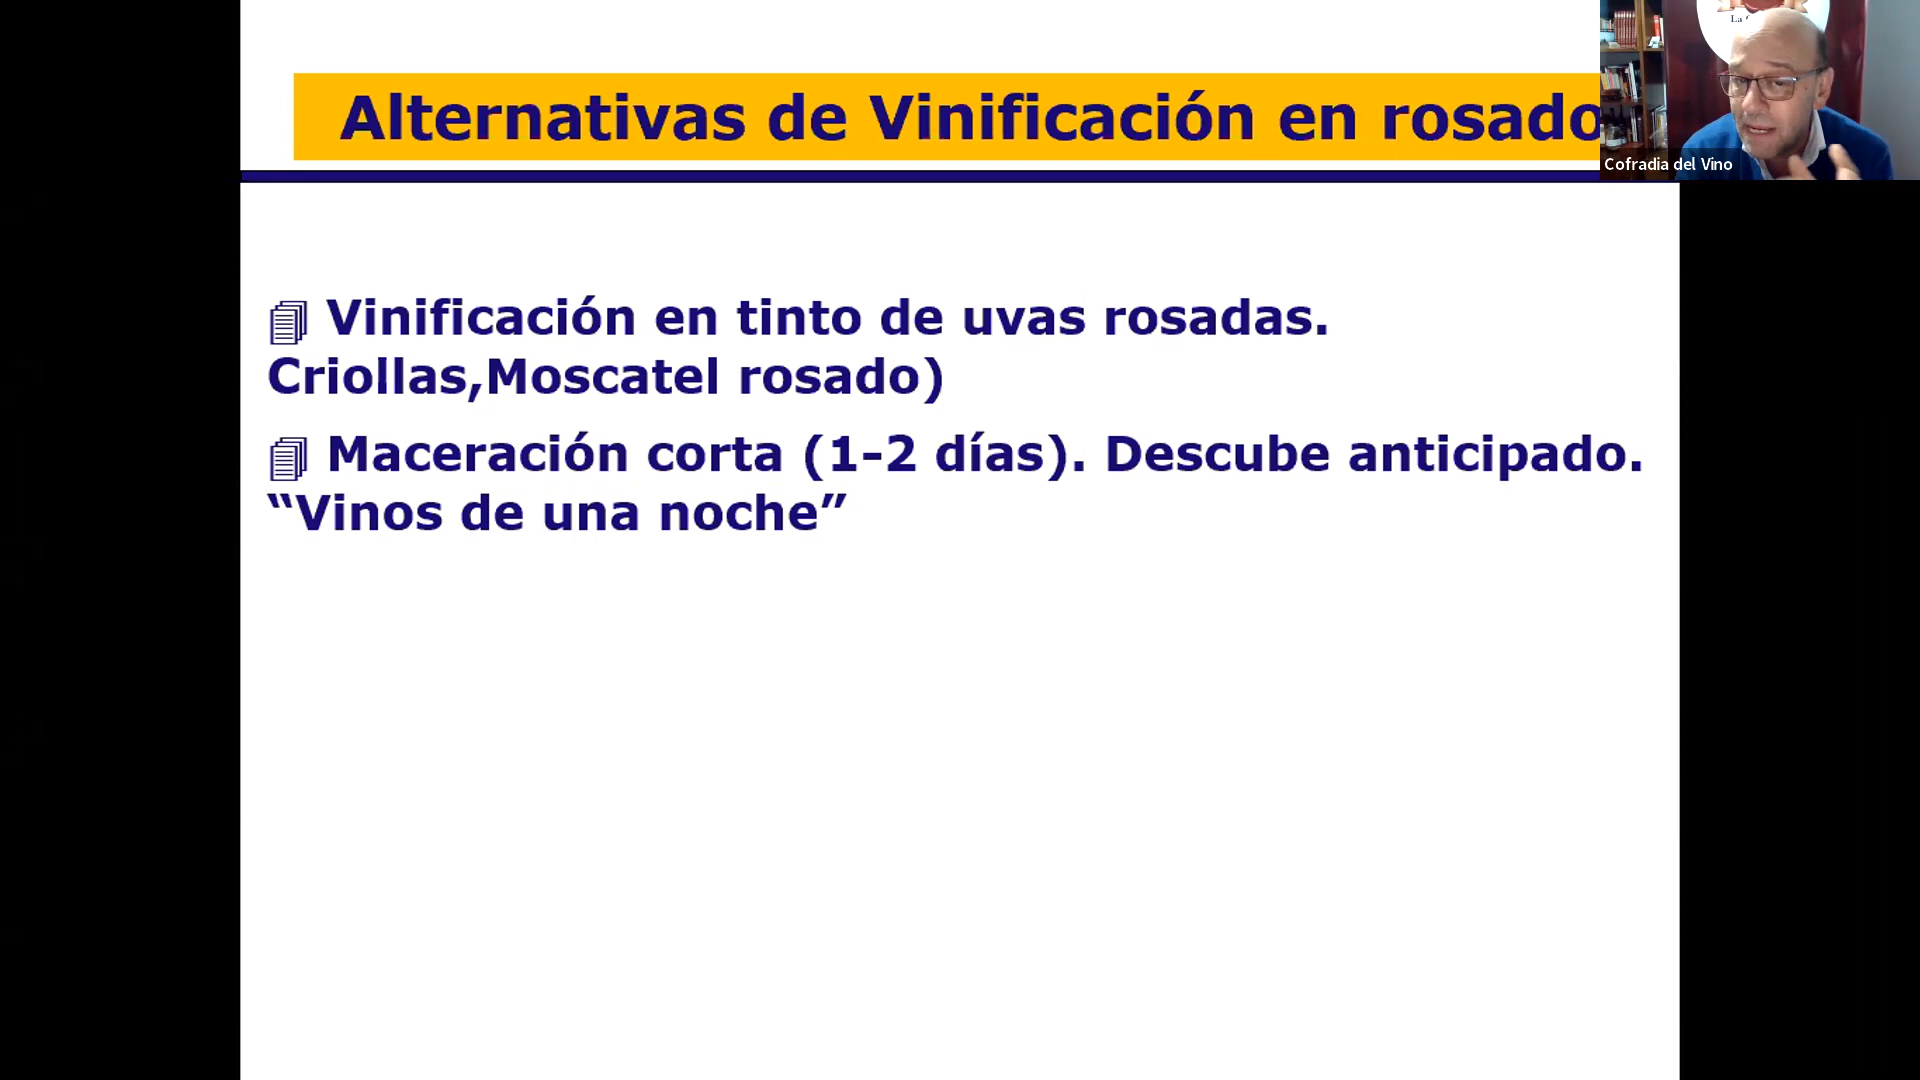 Alternativas de Vinificación en rosado
La
Cofradia del Vino
Vinificación en tinto de uvas rosadas.
Criollas,Moscatel rosado)
Maceración corta (1-2 días). Descube anticipado.
“Vinos de una noche”